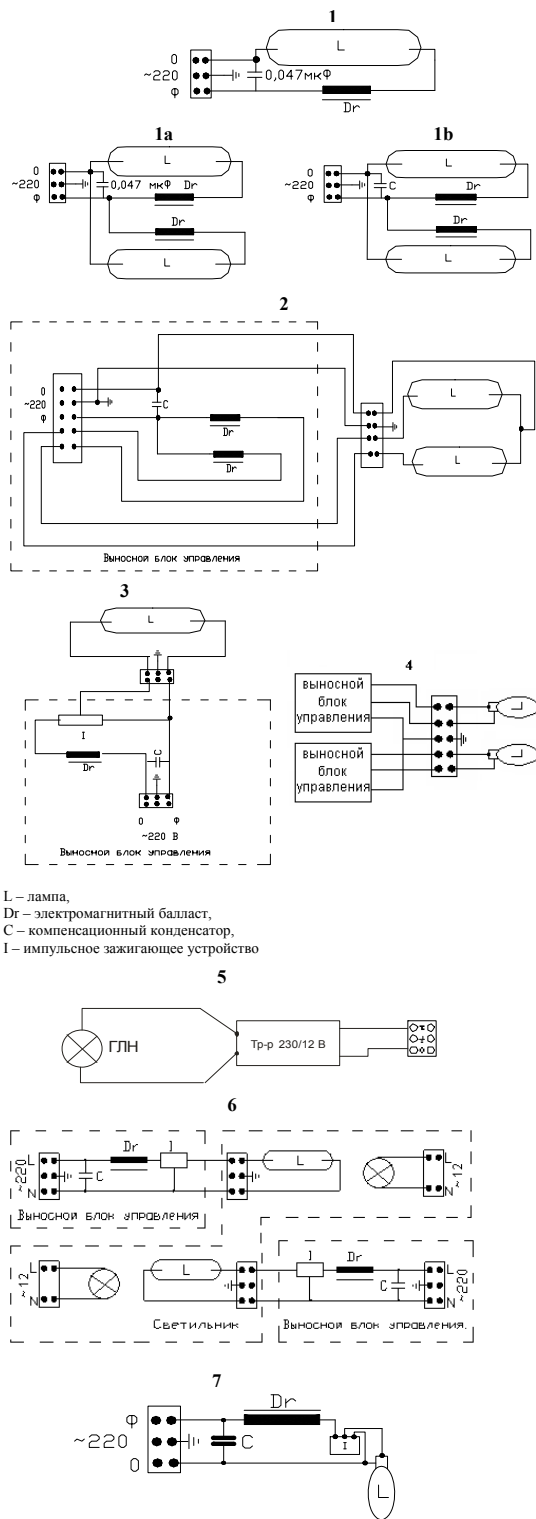 1
0
~220
Ф
0,047мкФ
L
Dr
1a
0
~220
Ф
0,047 мкФ
L
Dr
Dr
L
1b
0
~220
Ф
C
L
Dr
Dr
L
2
0
~220
Ф
C
Dr
Dr
L
L
Выносной блок управления
3
L
I
Dr
C
0 Ф
~220 В
Выносной блок управления
4
выносной
блок
управления
выносной
блок
управления
L
L
L – лампа,
Dr – электромагнитный балласт,
C – компенсационный конденсатор,
I – импульсное зажигающее устройство
5
ГЛН
Тр-р 230/12 В
6
~220
L
N
C
Dr
I
L
L
N
~12
Выносной блок управления
~12
L
N
L
I
Dr
C
L
N
~220
Светильник
Выносной блок управления.
7
Ф
~220
0
C
Dr
I
L